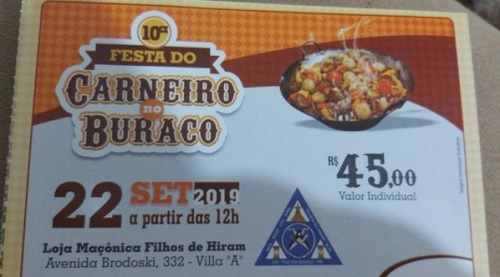 10ª
FESTA DO
CARNEIRO
no
BURACO
R$ 45,00
Valor Individual
22 SET 2019
a partir das 12h
Loja Maçônica Filhos de Hiram
Avenida Brodoski, 332 - Villa "A"